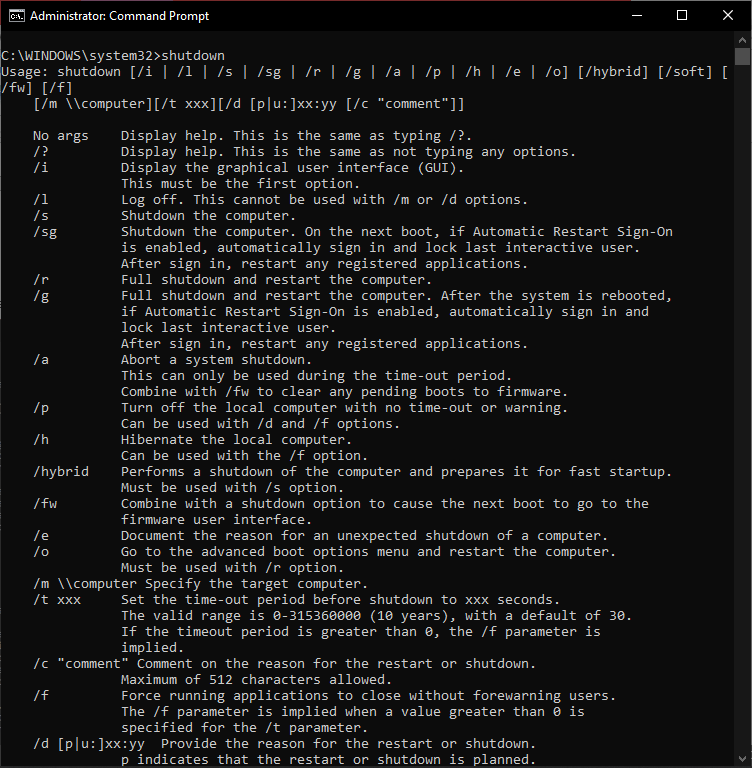 Administrator: Command Prompt
C:\WINDOWS\system32>shutdown
Usage: shutdown [/i | /l | /s | /sg | /r | /g | /a | /p | /h | /e | /o] [/hybrid] [/soft] [
/fw] [/f]
    [/m \\computer][/t xxx][/d [p|u:]xx:yy [/c "comment"]]
    No args    Display help. This is the same as typing /?.
    /?         Display help. This is the same as not typing any options.
    /i         Display the graphical user interface (GUI).
               This must be the first option.
    /l         Log off. This cannot be used with /m or /d options.
    /s         Shutdown the computer.
    /sg        Shutdown the computer. On the next boot, if Automatic Restart Sign-On
               is enabled, automatically sign in and lock last interactive user.
               After sign in, restart any registered applications.
    /r         Full shutdown and restart the computer.
    /g         Full shutdown and restart the computer. After the system is rebooted,
               if Automatic Restart Sign-On is enabled, automatically sign in and
               lock last interactive user.
               After sign in, restart any registered applications.
    /a         Abort a system shutdown.
               This can only be used during the time-out period.
               Combine with /fw to clear any pending boots to firmware.
    /p         Turn off the local computer with no time-out or warning.
               Can be used with /d and /f options.
    /h         Hibernate the local computer.
               Can be used with the /f option.
    /hybrid    Performs a shutdown of the computer and prepares it for fast startup.
               Must be used with /s option.
    /fw        Combine with a shutdown option to cause the next boot to go to the
               firmware user interface.
    /e         Document the reason for an unexpected shutdown of a computer.
    /o         Go to the advanced boot options menu and restart the computer.
               Must be used with /r option.
    /m \\computer Specify the target computer.
    /t xxx     Set the time-out period before shutdown to xxx seconds.
               The valid range is 0-315360000 (10 years), with a default of 30.
               If the timeout period is greater than 0, the /f parameter is
               implied.
    /c "comment" Comment on the reason for the restart or shutdown.
               Maximum of 512 characters allowed.
    /f         Force running applications to close without forewarning users.
               The /f parameter is implied when a value greater than 0 is
               specified for the /t parameter.
    /d [p|u:]xx:yy  Provide the reason for the restart or shutdown.
               p indicates that the restart or shutdown is planned.